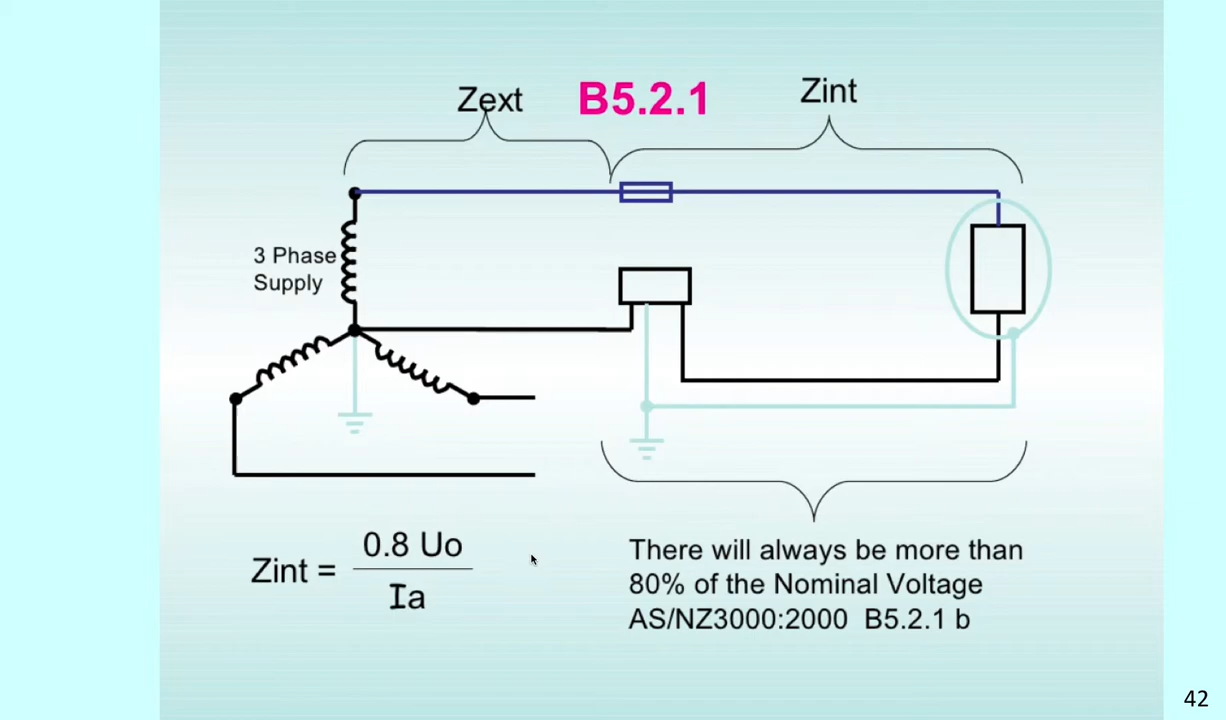 Zext
B5.2.1
Zint
3 Phase
Supply
Zint = 0.8 Uo
Ia
There will always be more than
80% of the Nominal Voltage
AS/NZ3000:2000 B5.2.1 b
42